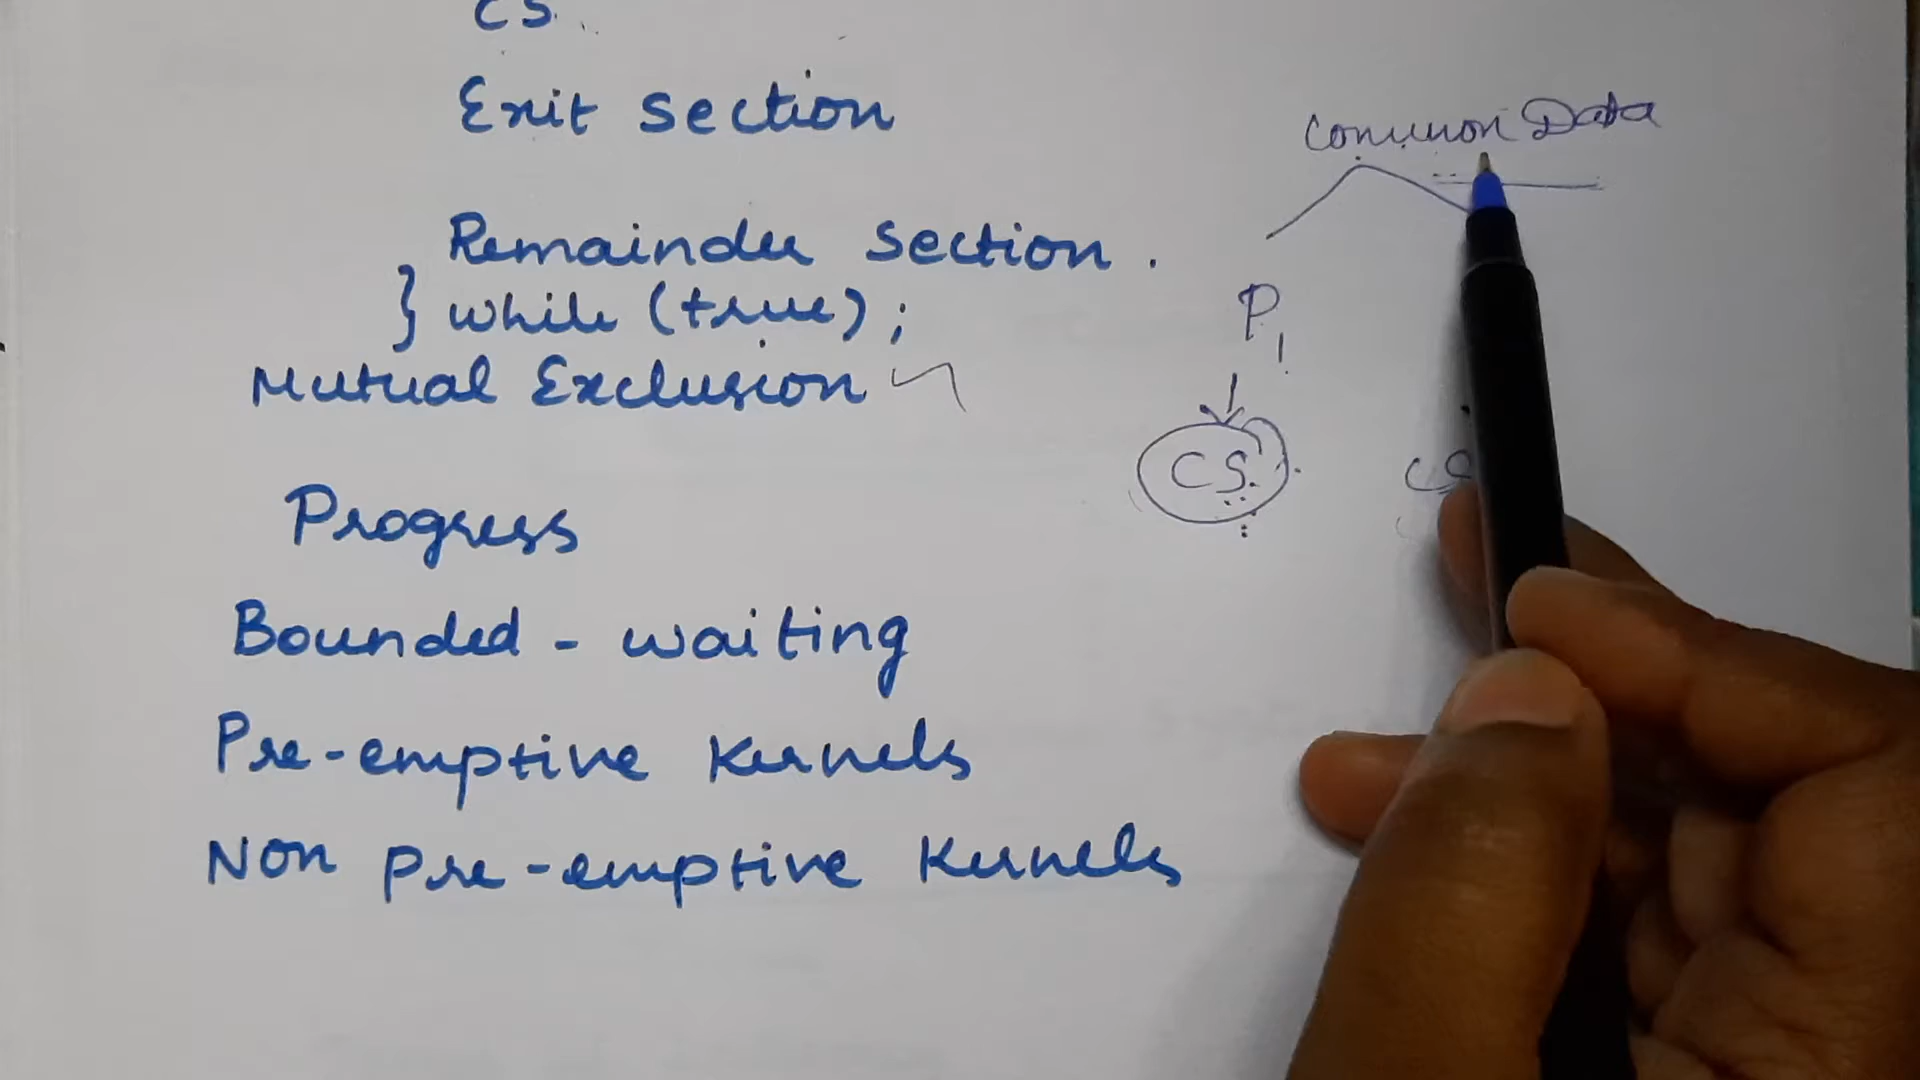 CS
Exit section
Remainder section.
} while (true);
Mutual Exclusion
Progress
Bounded - waiting
Pre-emptive Kernels
Non pre-emptive Kernels
Common Data
P1
CS
CS